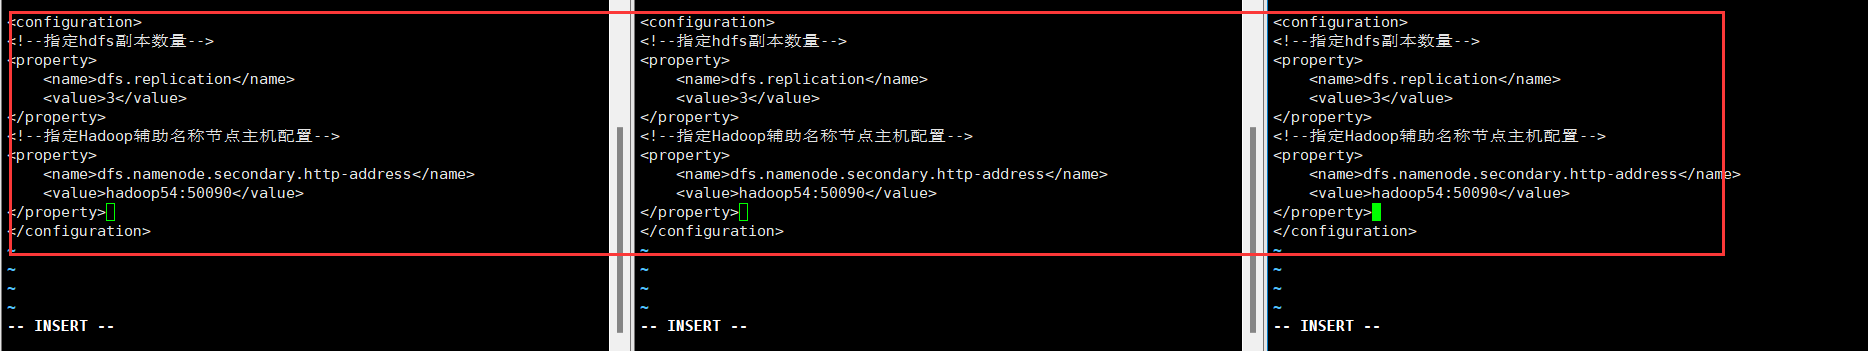 <configuration>
<!--指定hdfs副本数量-->
<property>
    <name>dfs.replication</name>
    <value>3</value>
</property>
<!--指定Hadoop辅助名称节点主机配置-->
<property>
    <name>dfs.namenode.secondary.http-address</name>
    <value>hadoop54:50090</value>
</property>
</configuration>
~
~
~
~
-- INSERT --
<configuration>
<!--指定hdfs副本数量-->
<property>
    <name>dfs.replication</name>
    <value>3</value>
</property>
<!--指定Hadoop辅助名称节点主机配置-->
<property>
    <name>dfs.namenode.secondary.http-address</name>
    <value>hadoop54:50090</value>
</property>
</configuration>
~
~
~
~
-- INSERT --
<configuration>
<!--指定hdfs副本数量-->
<property>
    <name>dfs.replication</name>
    <value>3</value>
</property>
<!--指定Hadoop辅助名称节点主机配置-->
<property>
    <name>dfs.namenode.secondary.http-address</name>
    <value>hadoop54:50090</value>
</property>
</configuration>
~
~
~
~
-- INSERT --